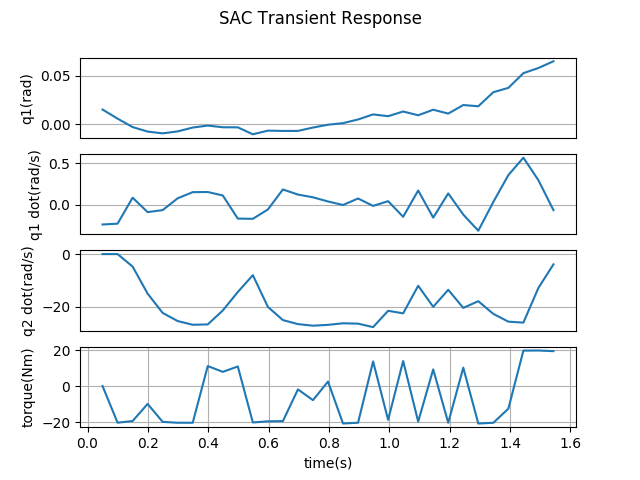 SAC Transient Response
q1(rad)
0.05
0.00
q1 dot(rad/s)
0.5
0.0
q2 dot(rad/s)
0
−20
torque(Nm)
20
0
−20
0.0 0.2 0.4 0.6 0.8 1.0 1.2 1.4 1.6
time(s)